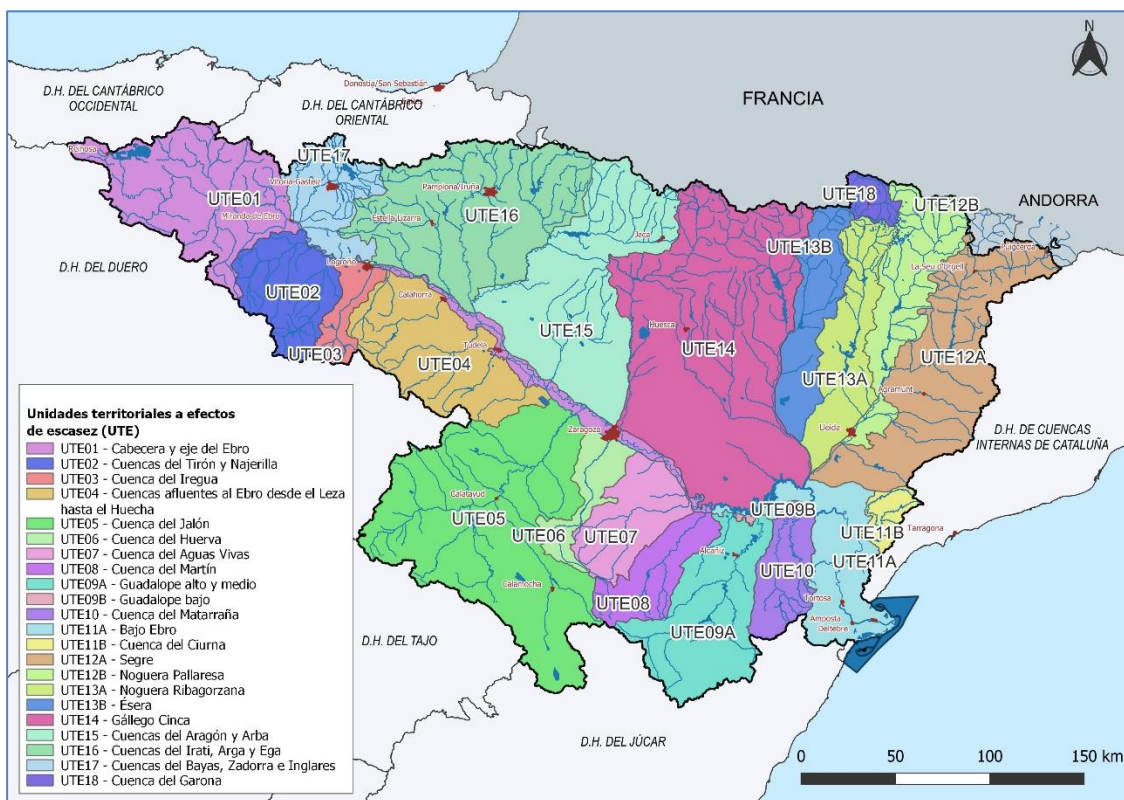 N
Donostia/San Sebastián
D.H. DEL CANTÁBRICO
OCCIDENTAL
D.H. DEL CANTÁBRICO
ORIENTAL
FRANCIA
ANDORRA
Reinosa
UTE01
Miranda de Ebro
UTE17
Vitoria-Gasteiz
Pamplona/Iruña
Estella-Lizarra
UTE16
Jaca
UTE18
UTE12B
UTE13B
Puigcerdà
La Seu d'Urgell
D.H. DEL DUERO
UTE02
Logroño
UTE03
Calahorra
UTE04
Tudela
UTE15
Huesca
UTE14
UTE13A
UTE12A
Agramunt
Lleida
D.H. DE CUENCAS
INTERNAS DE CATALUÑA
Zaragoza
Calatayud
UTE05
UTE06
UTE07
UTE09B
Alcañiz
UTE10
UTE11B
UTE11A
Tarragona
Calamocha
UTE08
UTE09A
Tortosa
Amposta
Deltebre
D.H. DEL TAJO
D.H. DEL JÚCAR
Unidades territoriales a efectos
de escasez (UTE)
UTE01 - Cabecera y eje del Ebro
UTE02 - Cuencas del Tirón y Najerilla
UTE03 - Cuenca del Iregua
UTE04 - Cuencas afluentes al Ebro desde el Leza
hasta el Huecha
UTE05 - Cuenca del Jalón
UTE06 - Cuenca del Huerva
UTE07 - Cuenca del Aguas Vivas
UTE08 - Cuenca del Martín
UTE09A - Guadalope alto y medio
UTE09B - Guadalope bajo
UTE10 - Cuenca del Matarraña
UTE11A - Bajo Ebro
UTE11B - Cuenca del Ciurna
UTE12A - Segre
UTE12B - Noguera Pallaresa
UTE13A - Noguera Ribagorzana
UTE13B - Ésera
UTE14 - Gállego Cinca
UTE15 - Cuencas del Aragón y Arba
UTE16 - Cuencas del Irati, Arga y Ega
UTE17 - Cuencas del Bayas, Zadorra e Inglares
UTE18 - Cuenca del Garona
0 50 100 150 km